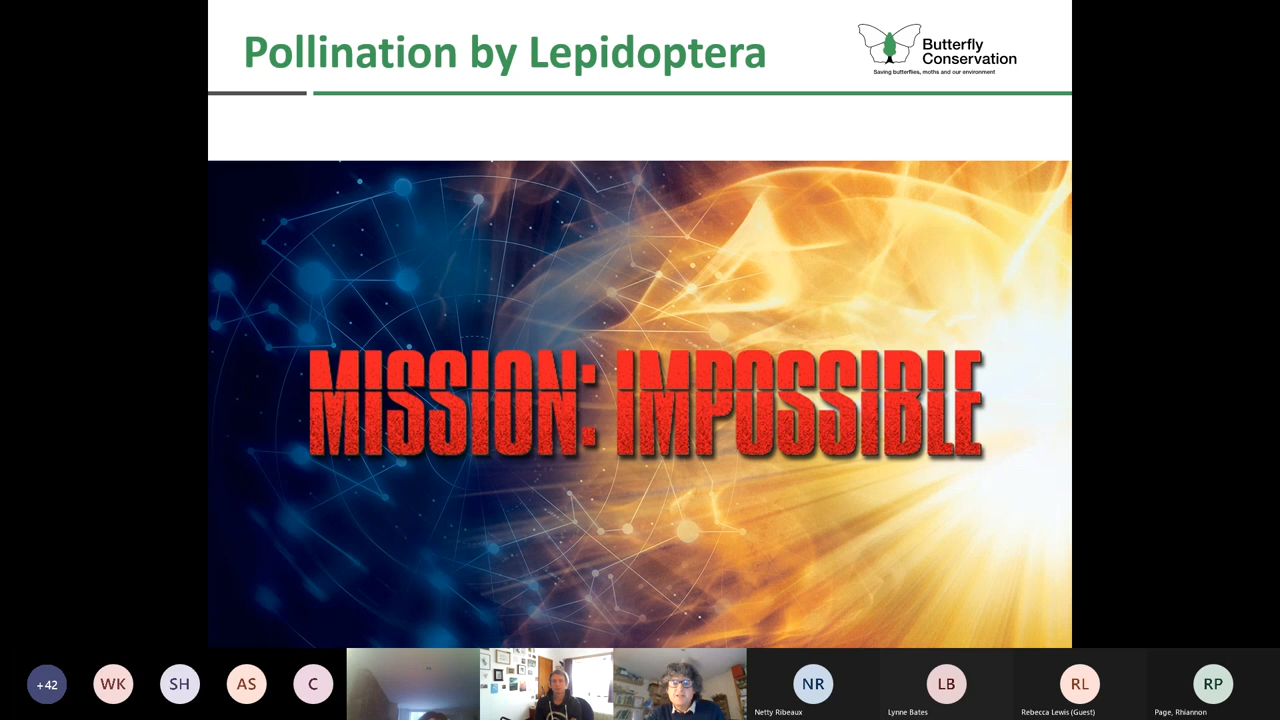 Pollination by Lepidoptera
Butterfly
Conservation
Saving butterflies, moths and our environment
MISSION: IMPOSSIBLE
+42
WK
SH
AS
C
NR
LB
RL
RP
Netty Ribeaux
Lynne Bates
Rebecca Lewis (Guest)
Page, Rhiannon